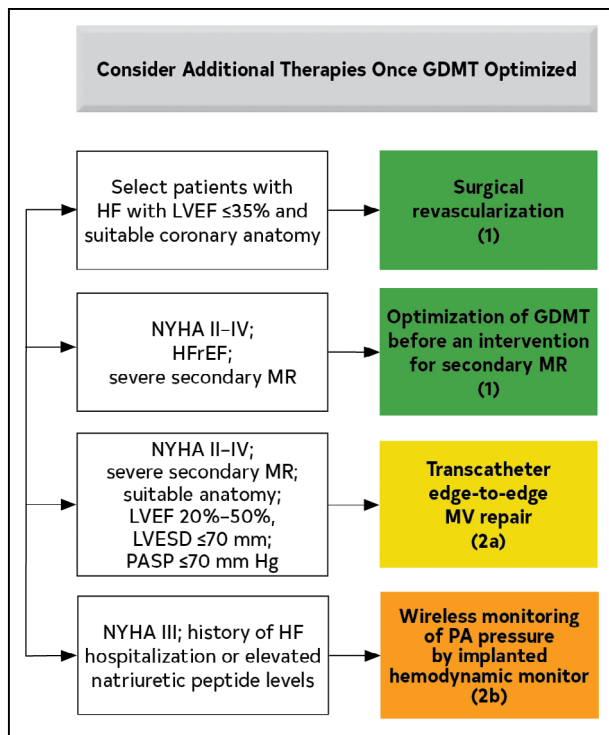 Consider Additional Therapies Once GDMT Optimized
Select patients with
HF with LVEF ≤35% and
suitable coronary anatomy
Surgical
revascularization
(1)
NYHA II–IV;
HFrEF;
severe secondary MR
Optimization of GDMT
before an intervention
for secondary MR
(1)
NYHA II–IV;
severe secondary MR;
suitable anatomy;
LVEF 20%–50%,
LVESD ≤70 mm;
PASP ≤70 mm Hg
Transcatheter
edge-to-edge
MV repair
(2a)
NYHA III; history of HF
hospitalization or elevated
natriuretic peptide levels
Wireless monitoring
of PA pressure
by implanted
hemodynamic monitor
(2b)